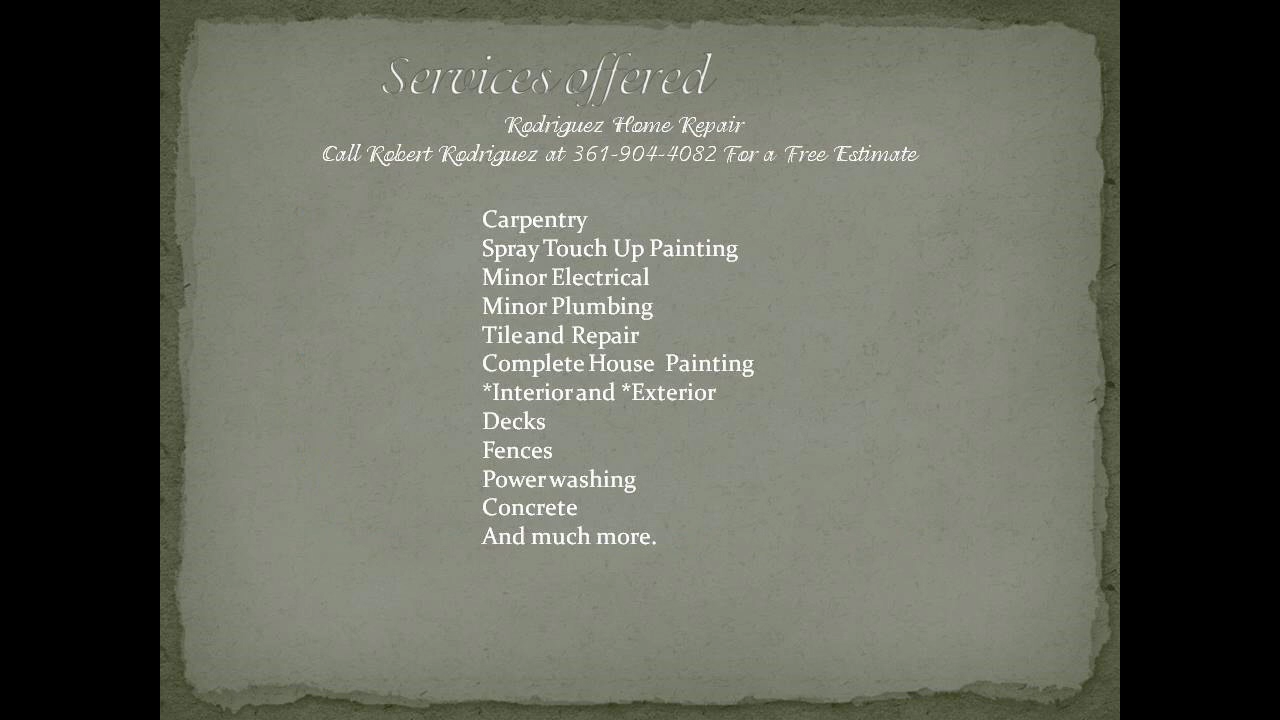 Services offered
Rodriguez Home Repair
Call Robert Rodriguez at 361-904-4082 For a Free Estimate
Carpentry
Spray Touch Up Painting
Minor Electrical
Minor Plumbing
Tile and Repair
Complete House Painting
*Interior and *Exterior
Decks
Fences
Power washing
Concrete
And much more.